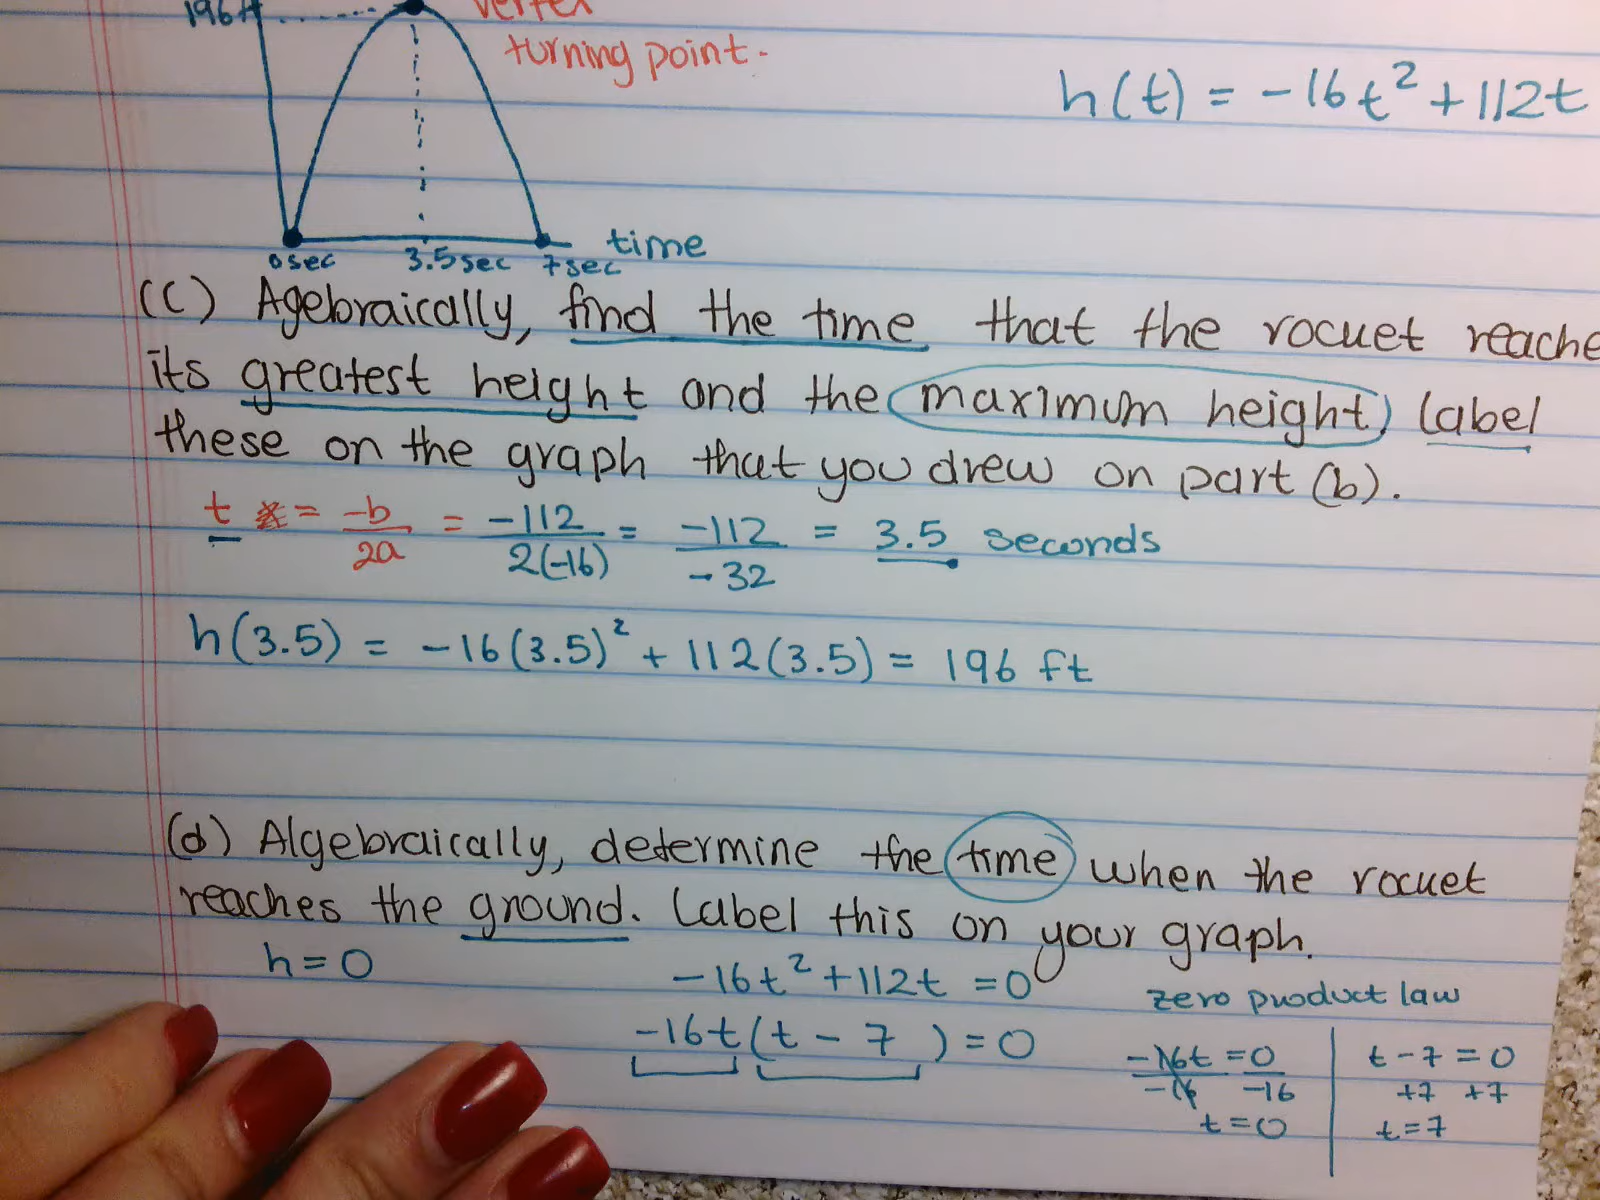 196ft
vertex
turning point.
h(t) = -16t² + 112t
time
0sec 3.5sec 7sec
(c) Agebraically, find the time that the rocuet reache
its greatest height and the maximum height) Label
these on the graph that you drew on part (b).
t = -b/2a = -112/2(-16) = -112/-32 = 3.5 seconds
h(3.5) = -16(3.5)² + 112(3.5) = 196 ft
(d) Algebraically, determine the time when the rocuet
reaches the ground. Label this on your graph.
h=0
-16t² + 112t = 0
zero product law
-16t(t - 7) = 0
-16t = 0 t - 7 = 0
-16 -16 +7 +7
t=0 t=7